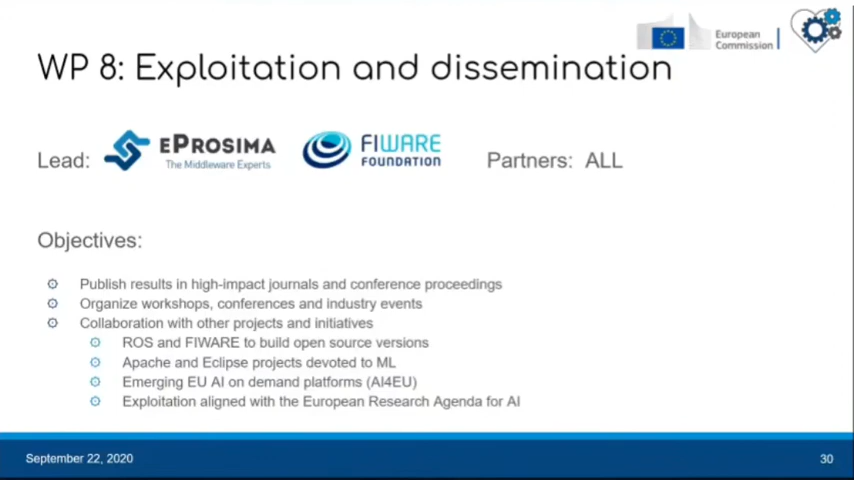 European
Commission
WP 8: Exploitation and dissemination
Lead:
ePROSIMA
The Middleware Experts
FIWARE
FOUNDATION
Partners: ALL
Objectives:
Publish results in high-impact journals and conference proceedings
Organize workshops, conferences and industry events
Collaboration with other projects and initiatives
ROS and FIWARE to build open source versions
Apache and Eclipse projects devoted to ML
Emerging EU AI on demand platforms (AI4EU)
Exploitation aligned with the European Research Agenda for AI
September 22, 2020
30